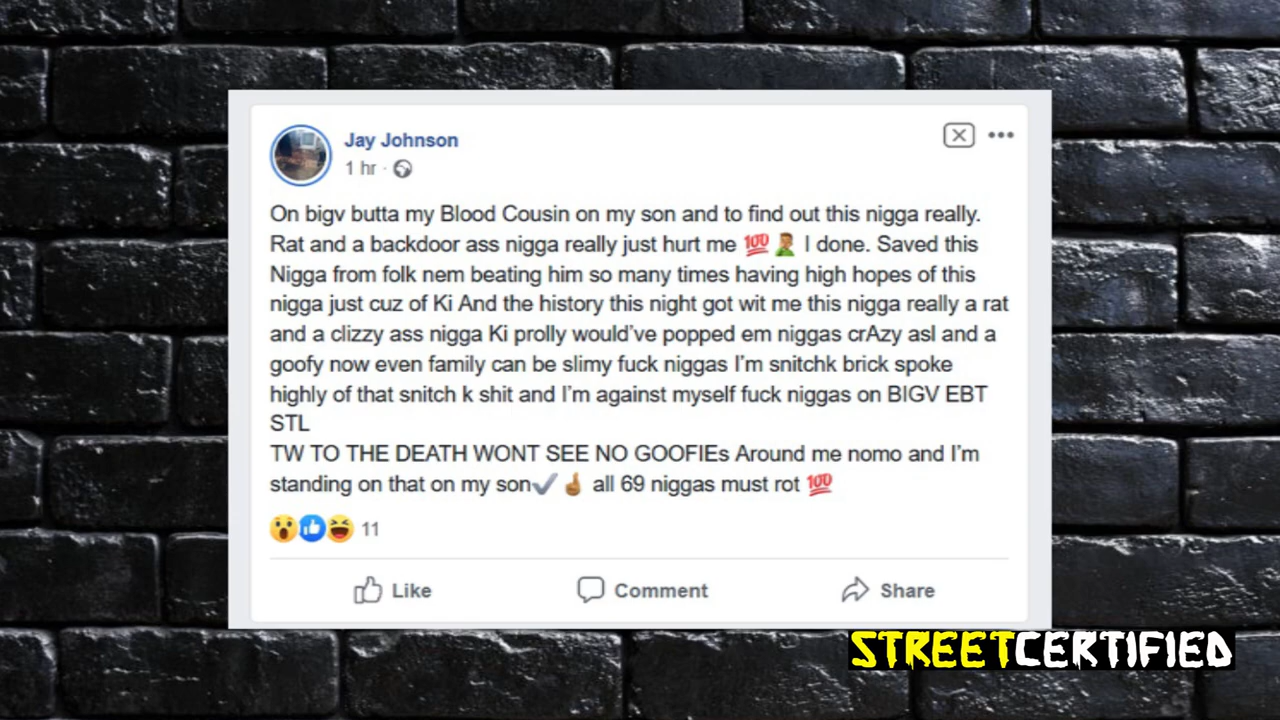 Jay Johnson
1 hr ·
On bigv butta my Blood Cousin on my son and to find out this nigga really.
Rat and a backdoor ass nigga really just hurt me 💯🤦🏽‍♂️ I done. Saved this
Nigga from folk nem beating him so many times having high hopes of this
nigga just cuz of Ki And the history this night got wit me this nigga really a rat
and a clizzy ass nigga Ki prolly would've popped em niggas crAzy asl and a
goofy now even family can be slimy fuck niggas I'm snitchk brick spoke
highly of that snitch k shit and I'm against myself fuck niggas on BIGV EBT
STL
TW TO THE DEATH WONT SEE NO GOOFIEs Around me nomo and I'm
standing on that on my son✔️☝🏾 all 69 niggas must rot 💯
11
Like
Comment
Share
STREETCERTIFIED